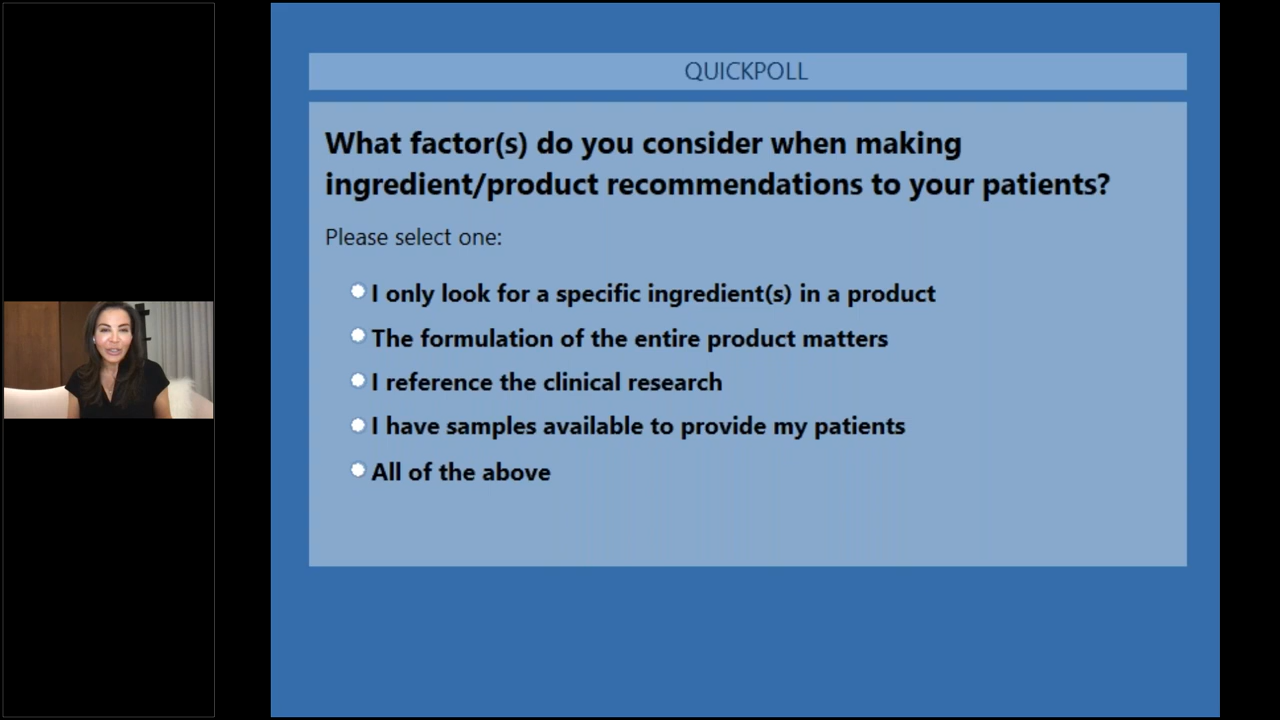 QUICKPOLL
What factor(s) do you consider when making
ingredient/product recommendations to your patients?
Please select one:
I only look for a specific ingredient(s) in a product
The formulation of the entire product matters
I reference the clinical research
I have samples available to provide my patients
All of the above